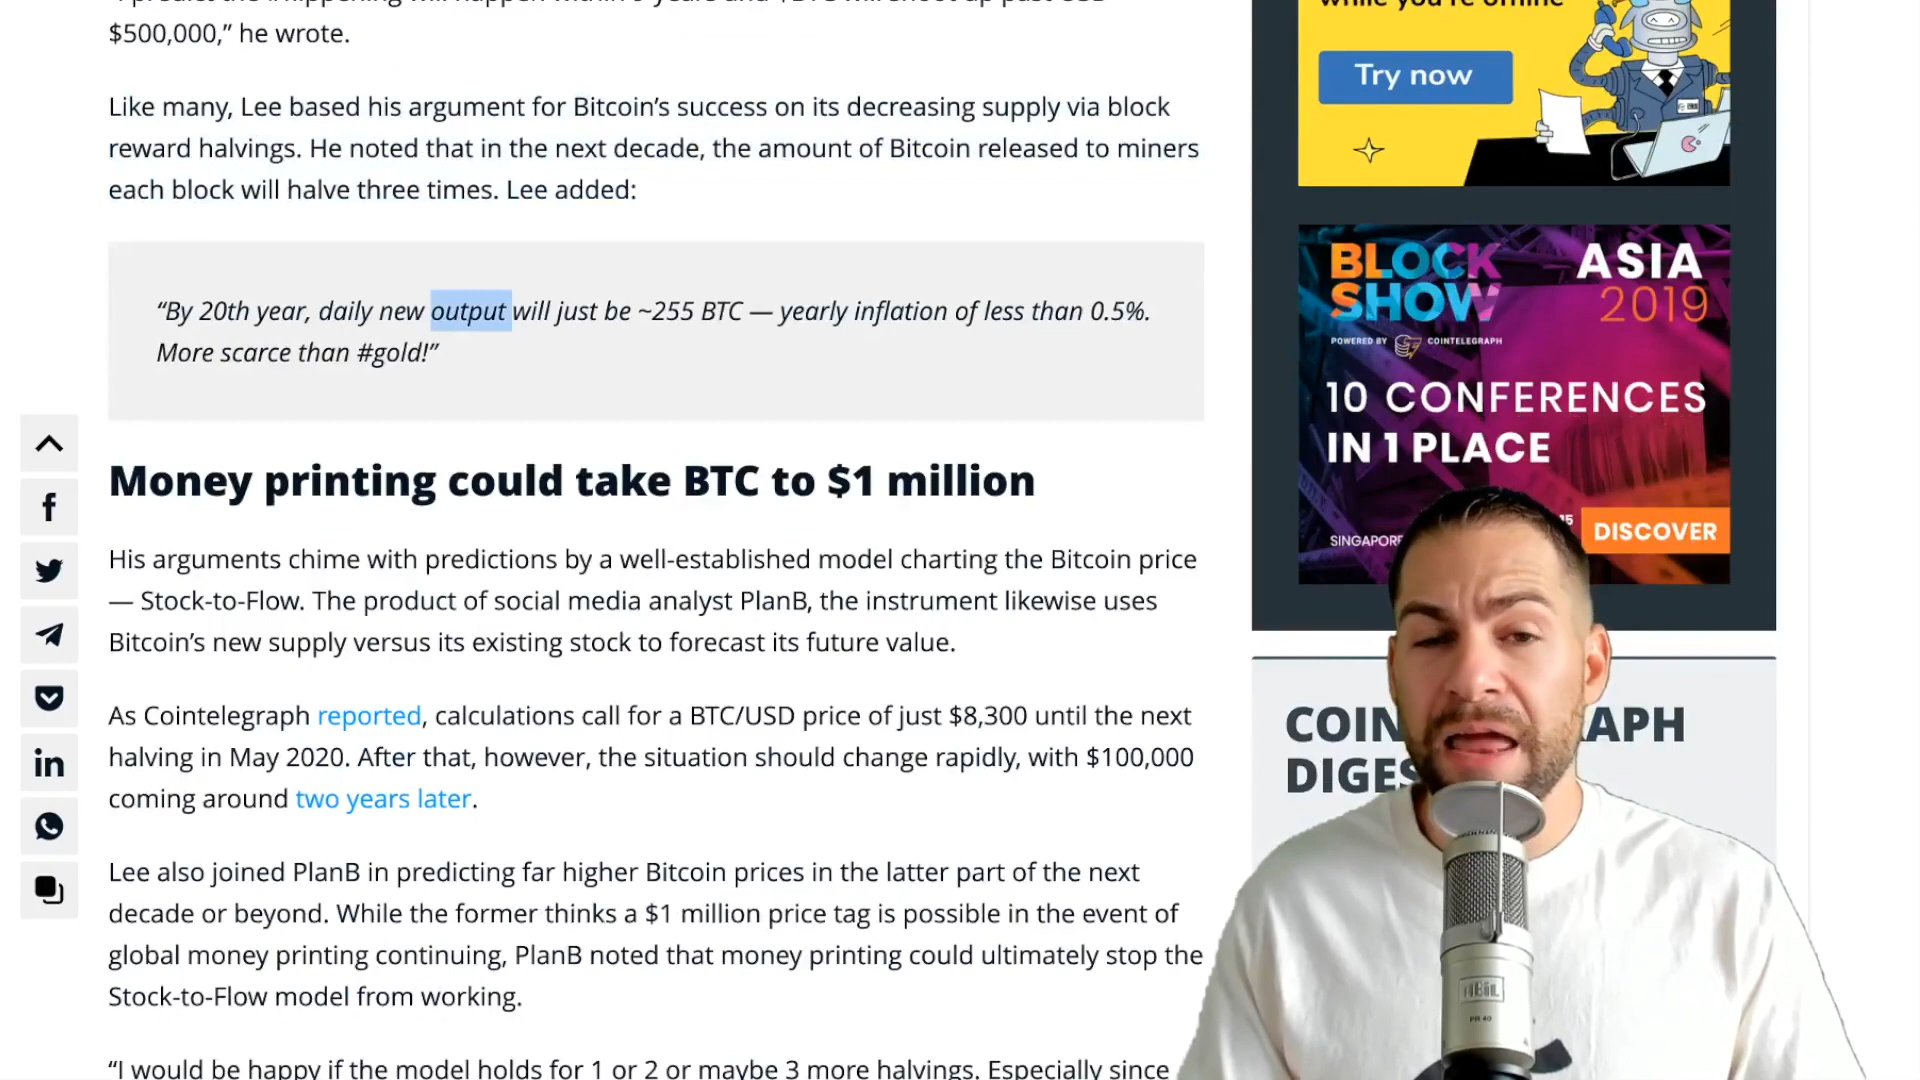 $500,000,” he wrote.
Like many, Lee based his argument for Bitcoin’s success on its decreasing supply via block
reward halvings. He noted that in the next decade, the amount of Bitcoin released to miners
each block will halve three times. Lee added:
“By 20th year, daily new output will just be ~255 BTC — yearly inflation of less than 0.5%.
More scarce than #gold!”
Money printing could take BTC to $1 million
His arguments chime with predictions by a well-established model charting the Bitcoin price
— Stock-to-Flow. The product of social media analyst PlanB, the instrument likewise uses
Bitcoin’s new supply versus its existing stock to forecast its future value.
As Cointelegraph reported, calculations call for a BTC/USD price of just $8,300 until the next
halving in May 2020. After that, however, the situation should change rapidly, with $100,000
coming around two years later.
Lee also joined PlanB in predicting far higher Bitcoin prices in the latter part of the next
decade or beyond. While the former thinks a $1 million price tag is possible in the event of
global money printing continuing, PlanB noted that money printing could ultimately stop the
Stock-to-Flow model from working.
“I would be happy if the model holds for 1 or 2 or maybe 3 more halvings. Especially since
while you’re offline
Try now
BLOCK
SHOW
ASIA
2019
POWERED BY COINTELEGRAPH
10 CONFERENCES
IN 1 PLACE
15
SINGAPORE
DISCOVER
COIN APH
DIGES
PR 40